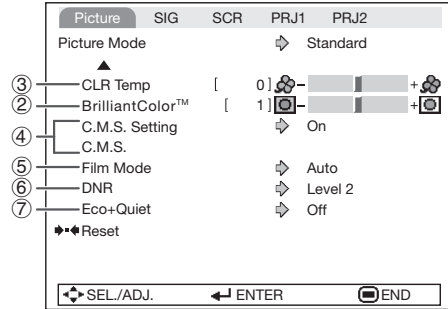 Picture SIG SCR PRJ1 PRJ2
Picture Mode Standard
③ CLR Temp [ 0] – +
② BrilliantColor™ [ 1] – +
④ C.M.S. Setting On
C.M.S.
⑤ Film Mode Auto
⑥ DNR Level 2
⑦ Eco+Quiet Off
Reset
SEL./ADJ. ENTER END